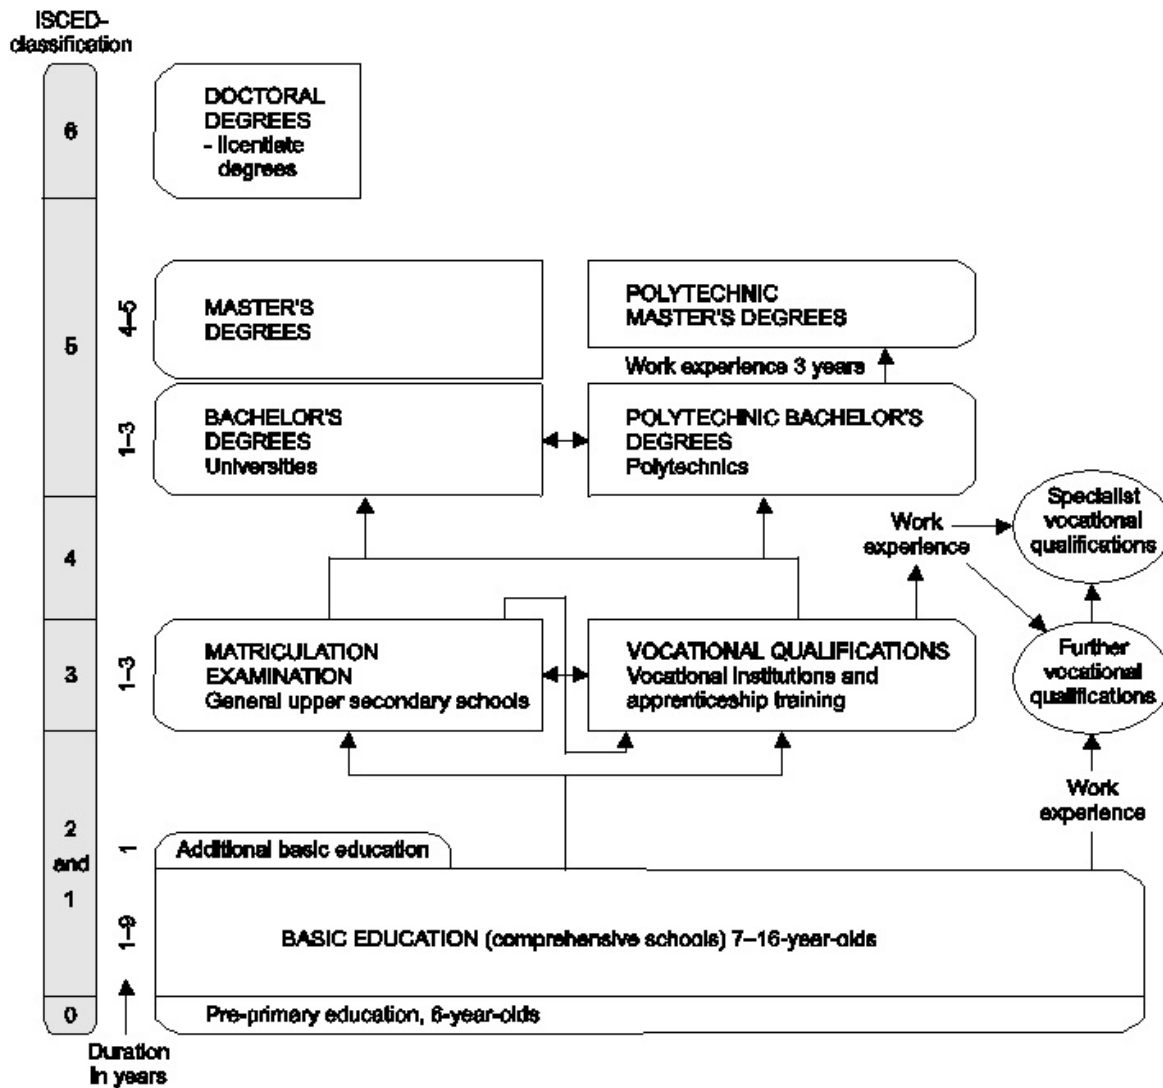 ISCED-
classification
6
DOCTORAL
DEGREES
- licentiate
degrees
5
4–5
MASTER'S
DEGREES
POLYTECHNIC
MASTER'S DEGREES
Work experience 3 years
1–3
BACHELOR'S
DEGREES
Universities
POLYTECHNIC BACHELOR'S
DEGREES
Polytechnics
4
Work
experience
Specialist
vocational
qualifications
3
1–3
MATRICULATION
EXAMINATION
General upper secondary schools
VOCATIONAL QUALIFICATIONS
Vocational institutions and
apprenticeship training
Further
vocational
qualifications
Work
experience
2
and
1
1
Additional basic education
1–9
BASIC EDUCATION (comprehensive schools) 7–16-year-olds
0
Pre-primary education, 6-year-olds
Duration
in years